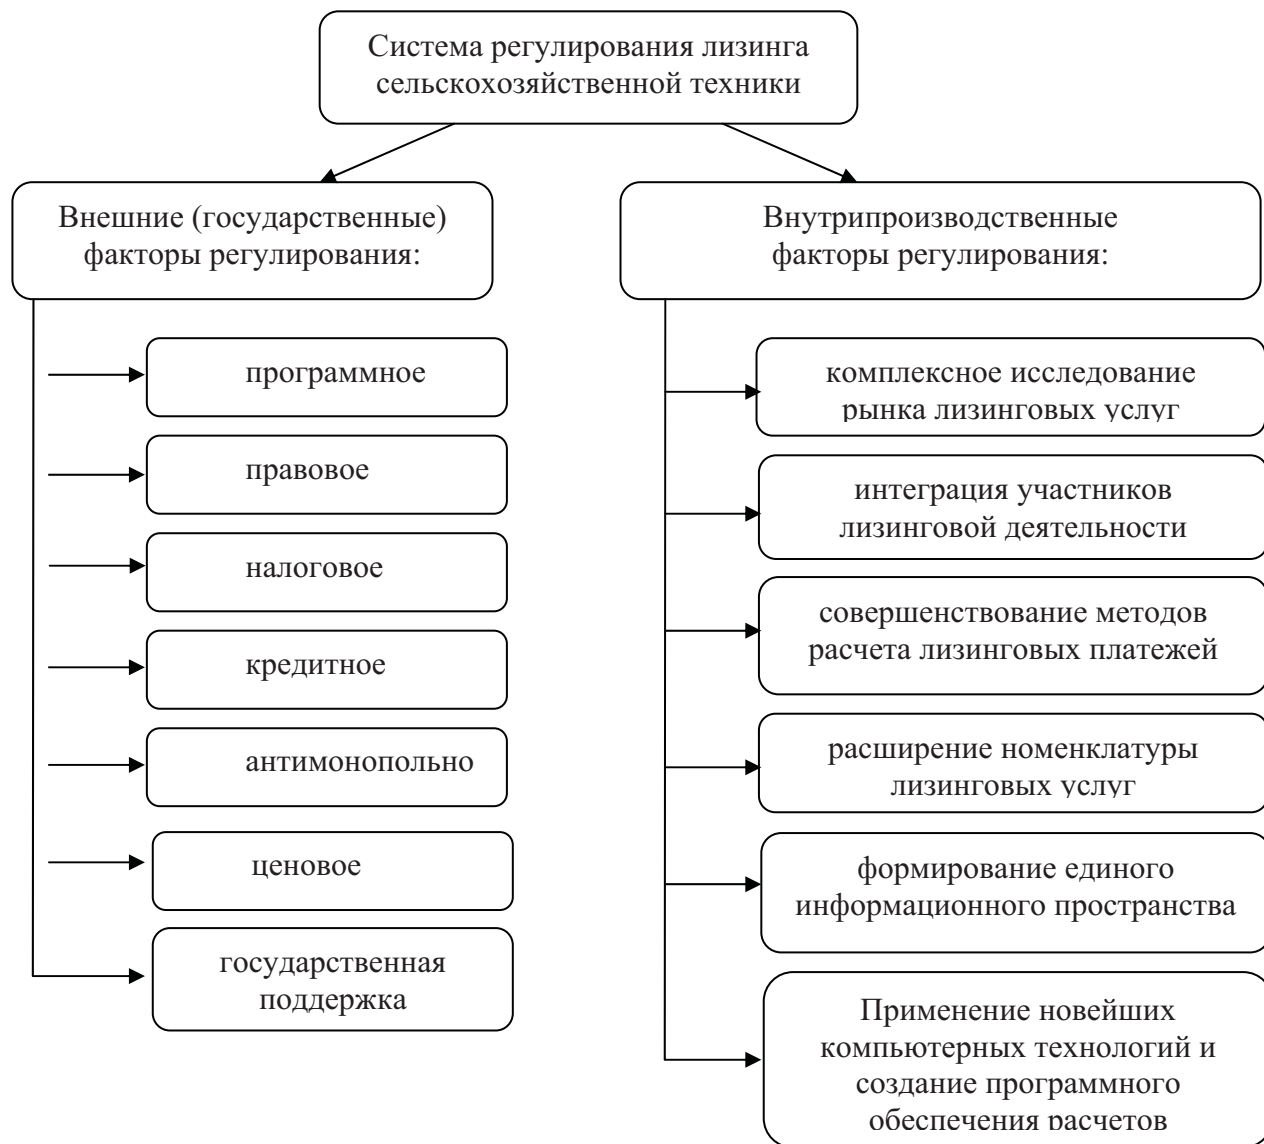 Система регулирования лизинга
сельскохозяйственной техники
Внешние (государственные)
факторы регулирования:
программное
правовое
налоговое
кредитное
антимонопольно
ценовое
государственная
поддержка
Внутрипроизводственные
факторы регулирования:
комплексное исследование
рынка лизинговых услуг
интеграция участников
лизинговой деятельности
совершенствование методов
расчета лизинговых платежей
расширение номенклатуры
лизинговых услуг
формирование единого
информационного пространства
Применение новейших
компьютерных технологий и
создание программного
обеспечения расчетов